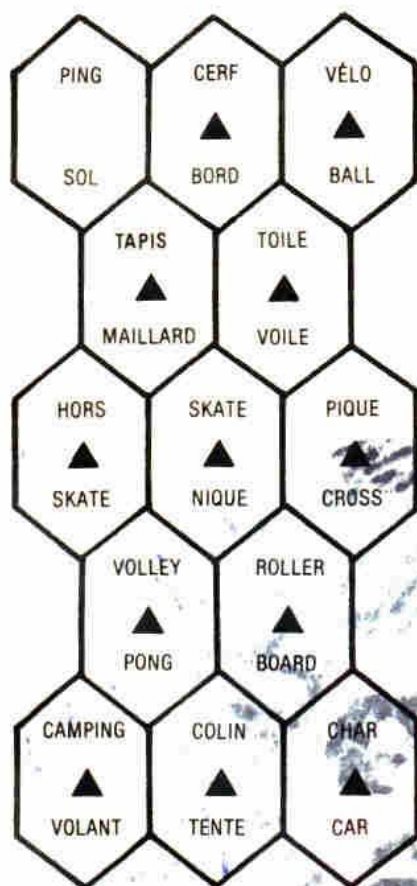 PING CERF VÉLO
SOL BORD BALL
TAPIS TOILE
MAILLARD VOILE
HORS SKATE PIQUE
SKATE NIQUE CROSS
VOLLEY ROLLER
PONG BOARD
CAMPING COLIN CHAR
VOLANT TENTE CAR